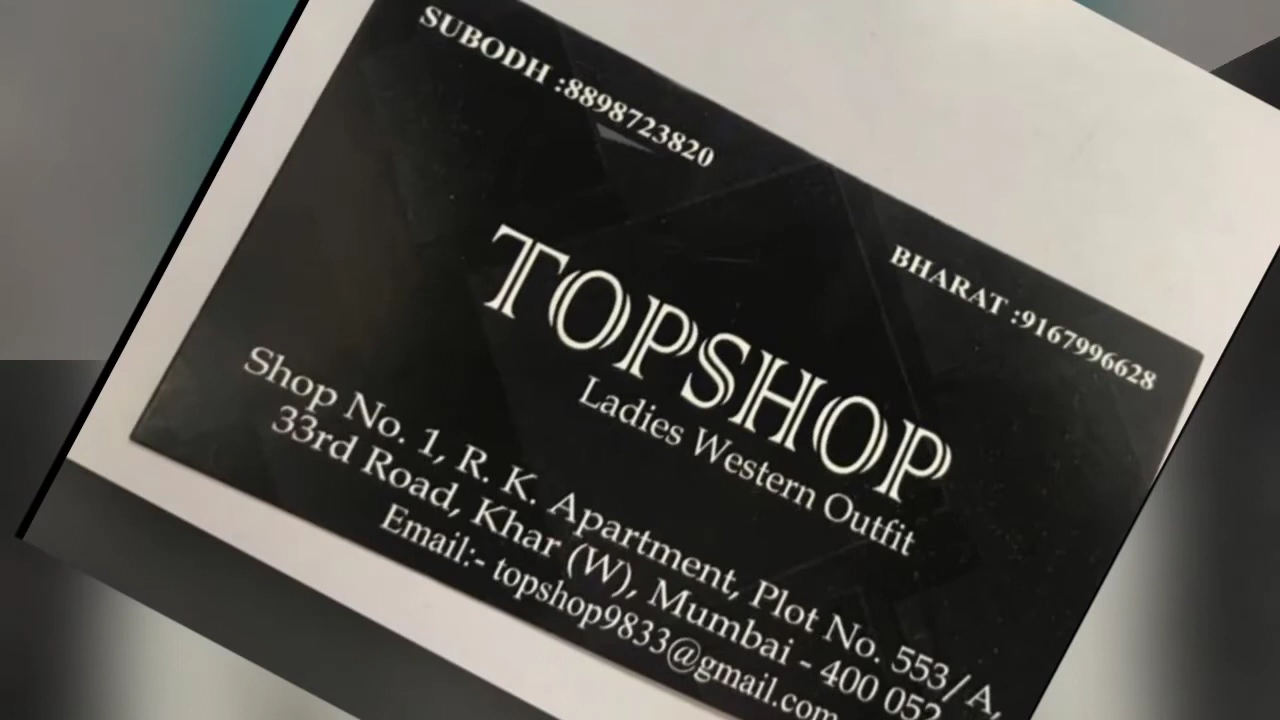 SUBODH :8898723820
BHARAT :9167996628
TOPSHOP
Ladies Western Outfit
Shop No. 1, R. K. Apartment, Plot No. 553/A,
33rd Road, Khar (W), Mumbai - 400 052
Email:- topshop9833@gmail.com